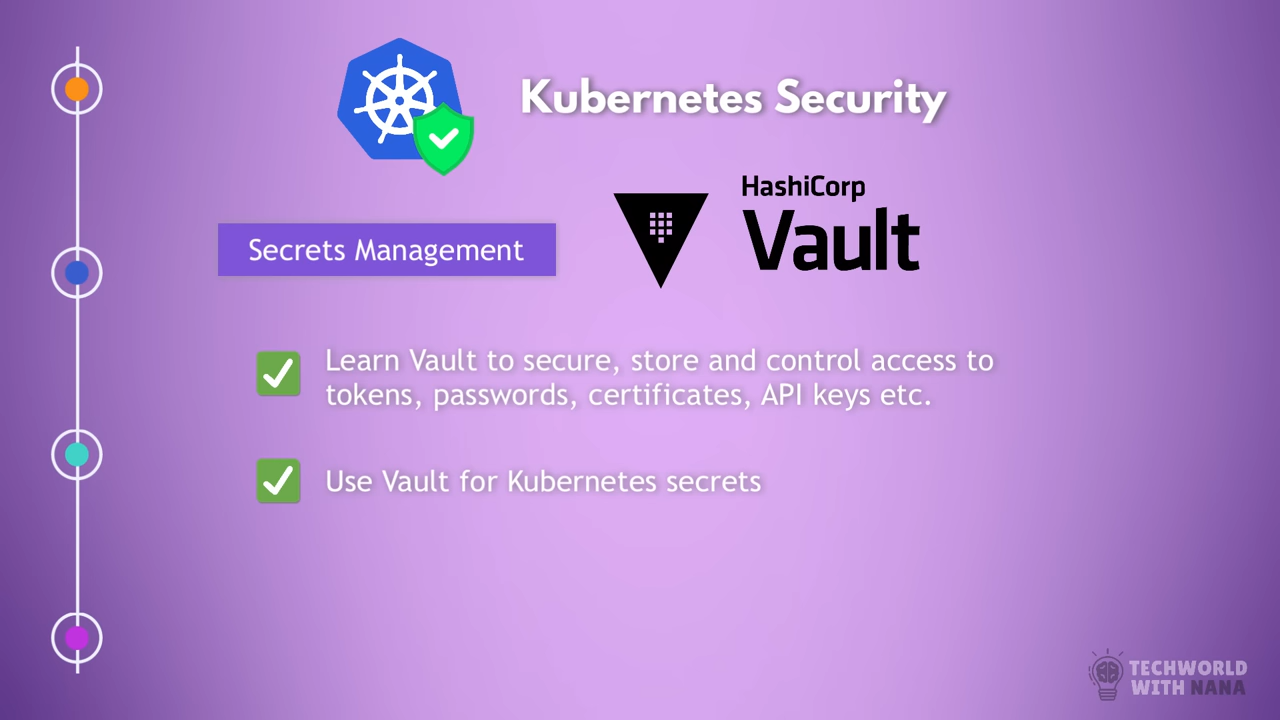 Kubernetes Security
HashiCorp
Vault
Secrets Management
Learn Vault to secure, store and control access to
tokens, passwords, certificates, API keys etc.
Use Vault for Kubernetes secrets
TECHWORLD
WITH NANA